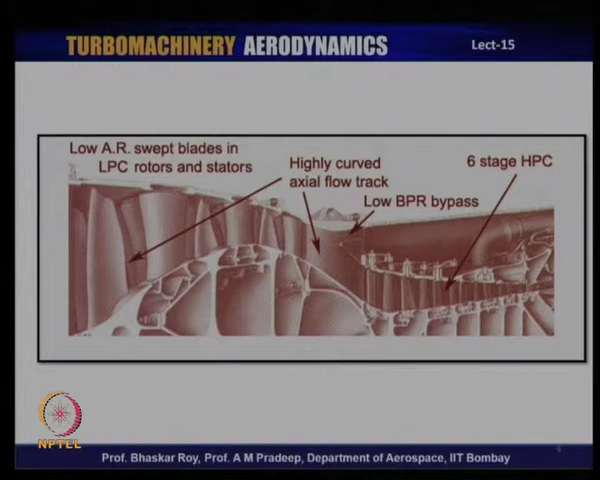 TURBOMACHINERY AERODYNAMICS
Lect-15
Low A.R. swept blades in
LPC rotors and stators
Highly curved
axial flow track
6 stage HPC
Low BPR bypass
NPTEL
Prof. Bhaskar Roy, Prof. A M Pradeep, Department of Aerospace, IIT Bombay
4